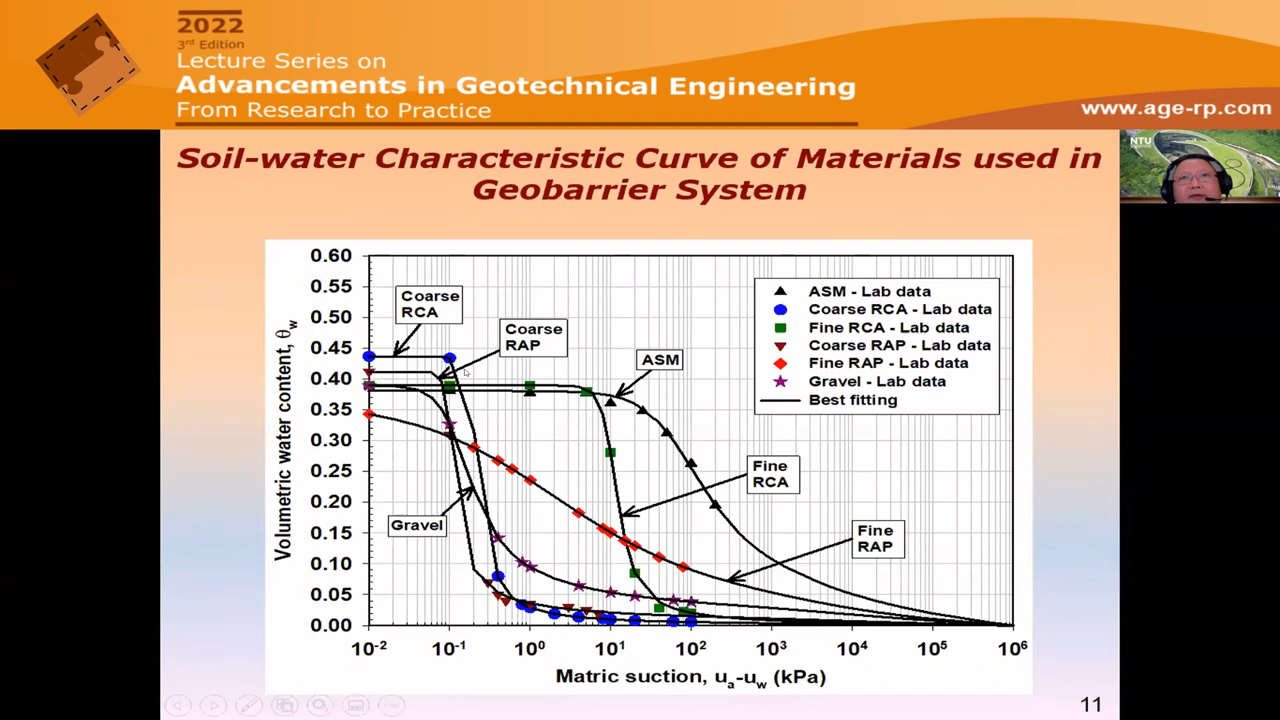 2022
3rd Edition
Lecture Series on
Advancements in Geotechnical Engineering
From Research to Practice
www.age-rp.com
NTU
Soil-water Characteristic Curve of Materials used in
Geobarrier System
0.60
0.55
0.50
0.45
0.40
0.35
0.30
0.25
0.20
0.15
0.10
0.05
0.00
Volumetric water content, θw
Coarse
RCA
Coarse
RAP
ASM
Gravel
Fine
RCA
Fine
RAP
ASM - Lab data
Coarse RCA - Lab data
Fine RCA - Lab data
Coarse RAP - Lab data
Fine RAP - Lab data
Gravel - Lab data
Best fitting
10-2 10-1 100 101 102 103 104 105 106
Matric suction, ua-uw (kPa)
11